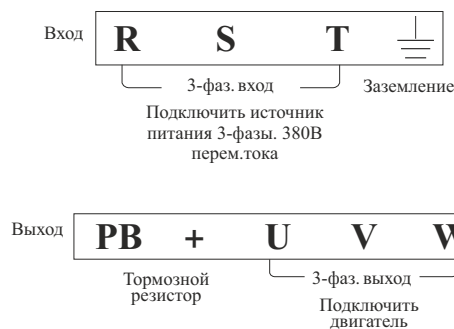 Вход R S T
3-фаз. вход
Заземление
Подключить источник
питания 3-фазы. 380В
перем.тока
Выход PB + U V W
Тормозной
резистор
3-фаз. выход
Подключить
двигатель